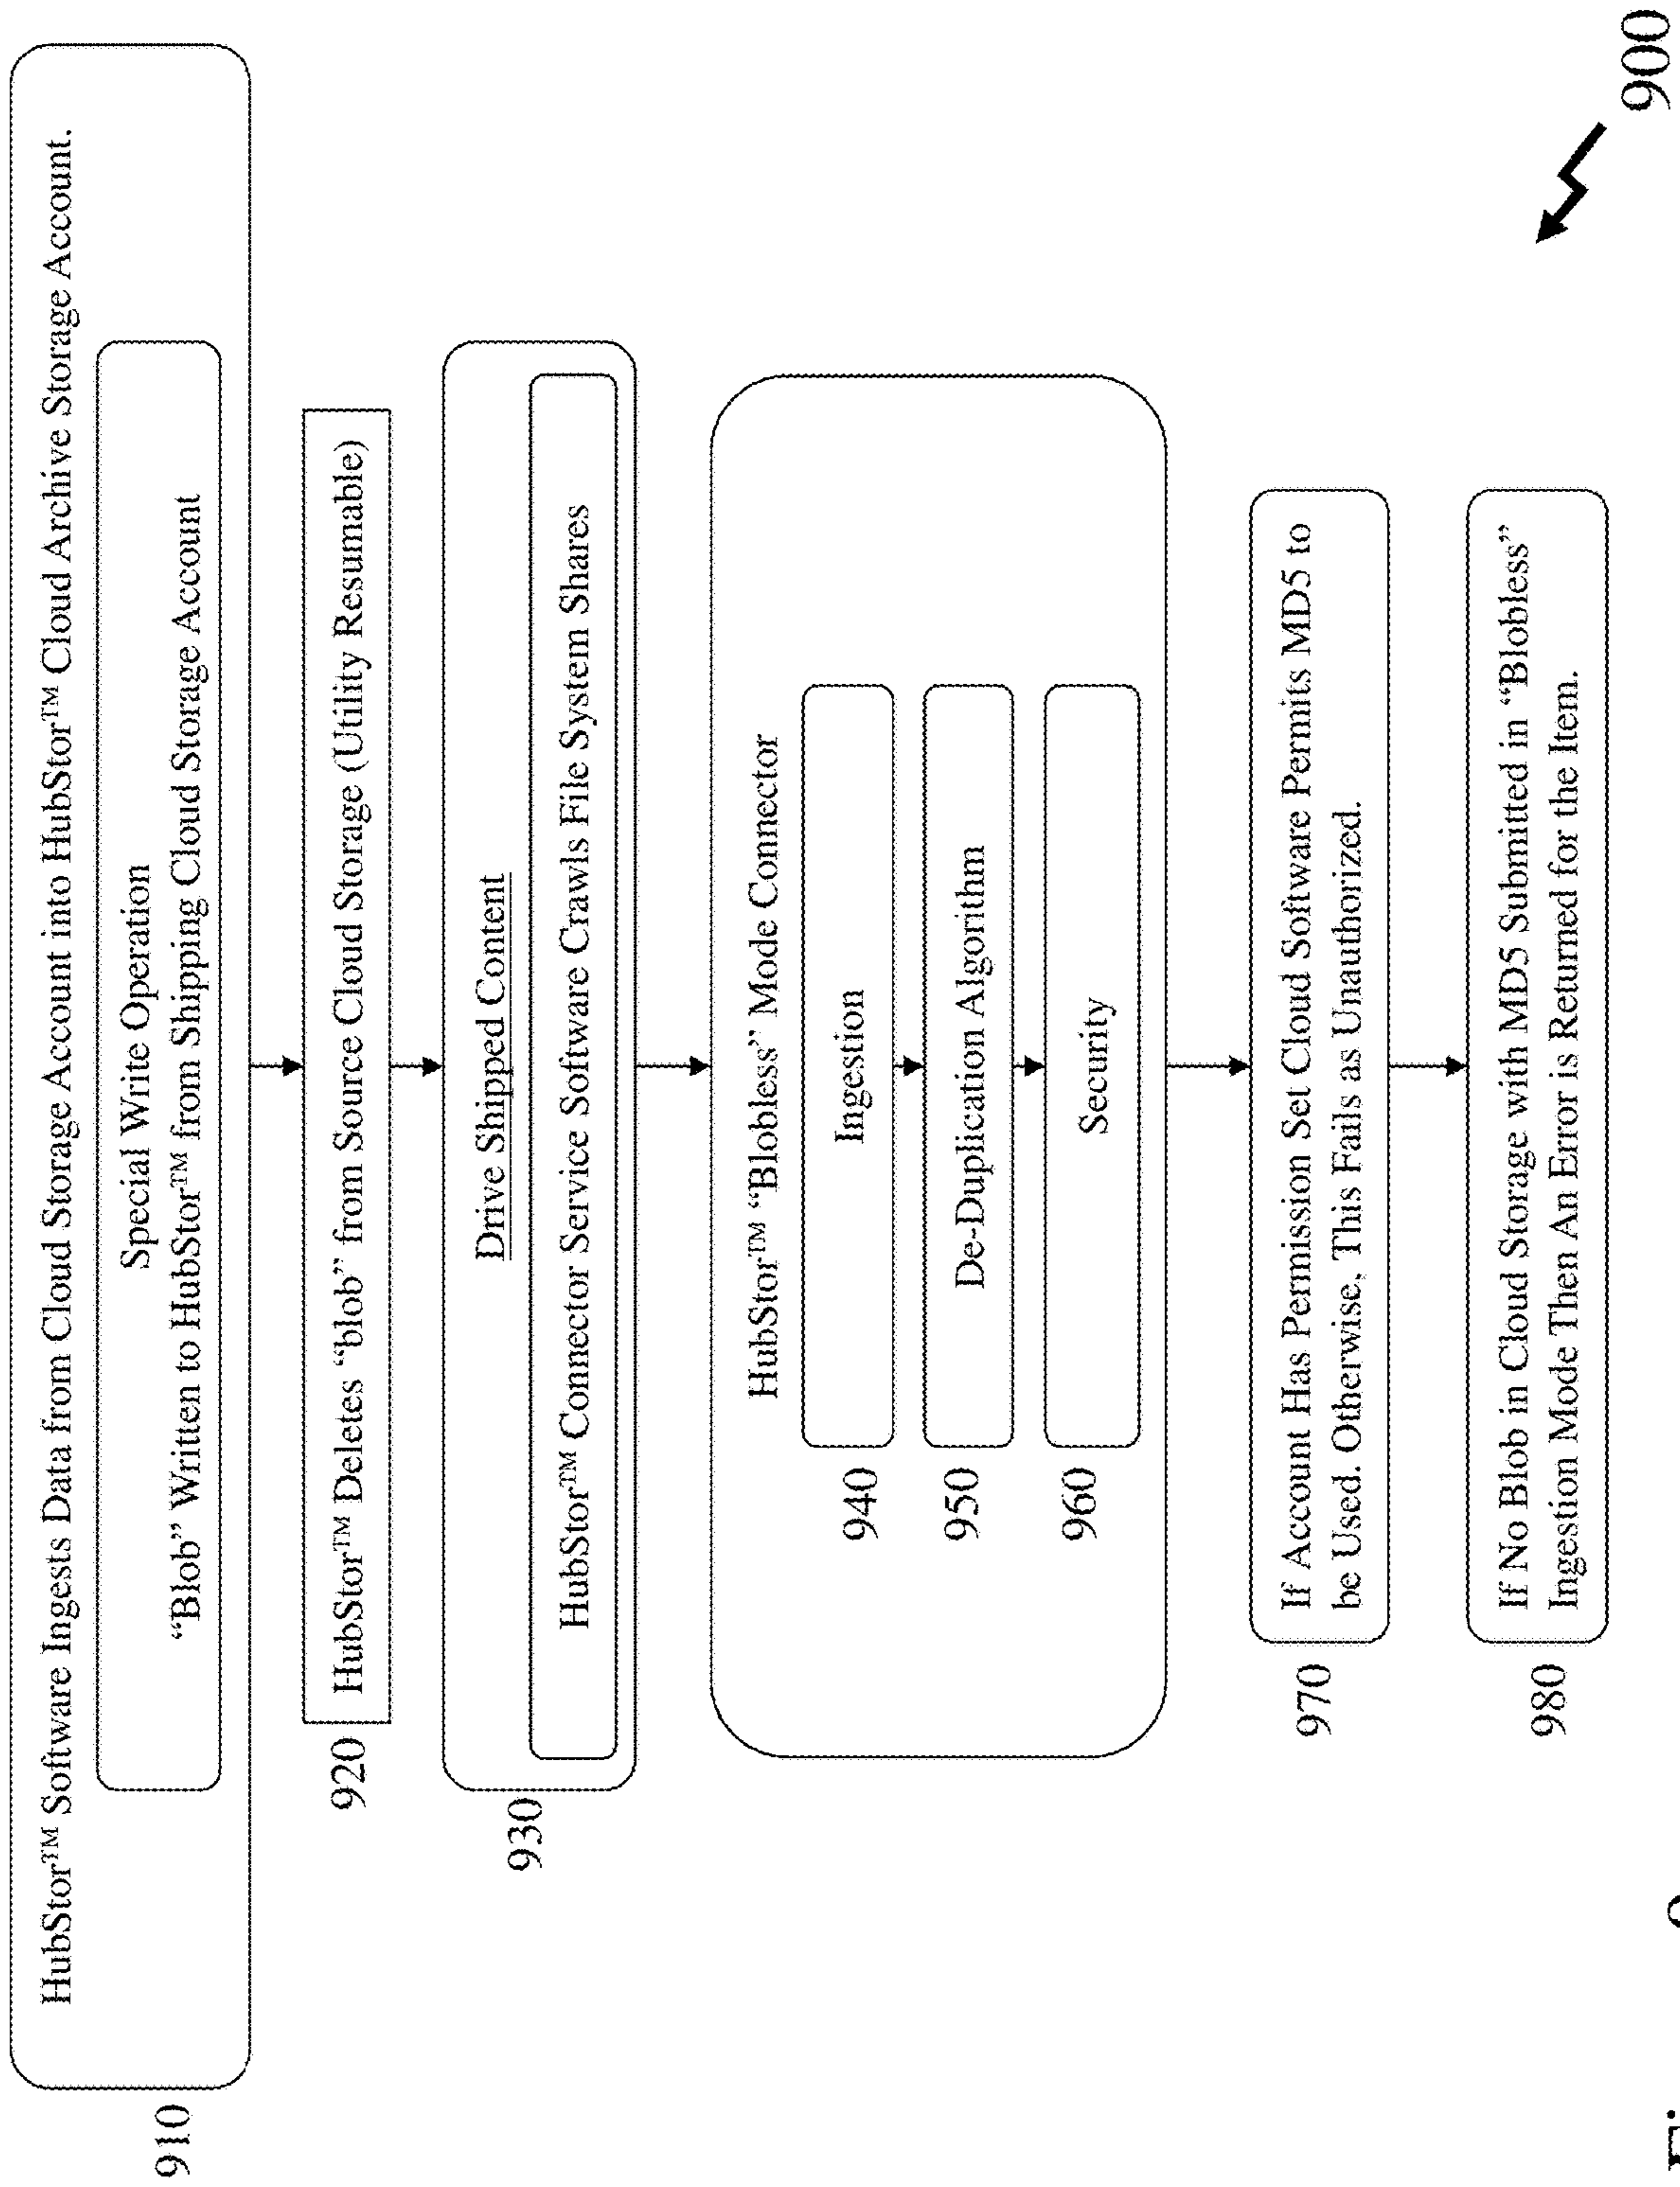 HubStor™ Software Ingests Data from Cloud Storage Account into HubStor™ Cloud Archive Storage Account.
Special Write Operation
“Blob” Written to HubStor™ from Shipping Cloud Storage Account
910
HubStor™ Deletes “blob” from Source Cloud Storage (Utility Resumable)
920
Drive Shipped Content
HubStor™ Connector Service Software Crawls File System Shares
930
HubStor™ “Blobless” Mode Connector
940
Ingestion
950
De-Duplication Algorithm
960
Security
970
If Account Has Permission Set Cloud Software Permits MD5 to
be Used. Otherwise, This Fails as Unauthorized.
980
If No Blob in Cloud Storage with MD5 Submitted in “Blobless”
Ingestion Mode Then An Error is Returned for the Item.
900